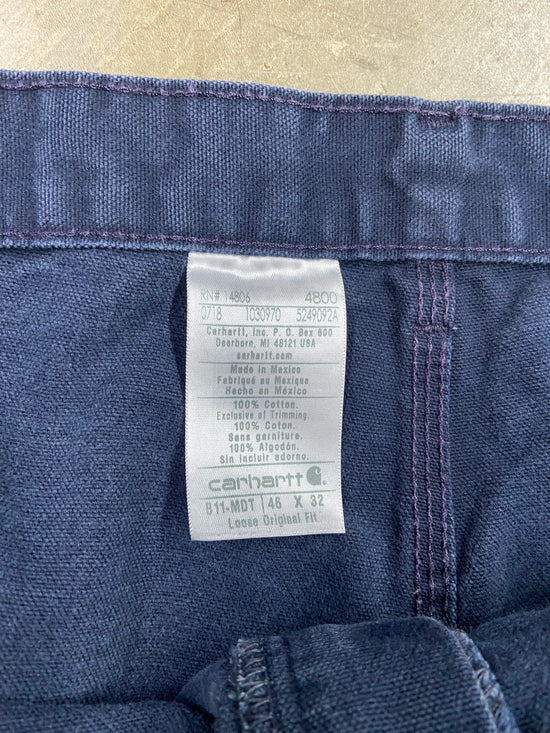 RN# 14806 4800
0718 1030970 5249092A
Carhartt, Inc. P. O. Box 600
Dearborn, MI 48121 USA
carhartt.com
Made in Mexico
Fabriqué au Mexique
Hecho en México
100% Cotton.
Exclusive of Trimming.
100% Cotton.
Sans garniture.
100% Algodón.
Sin incluir adorno.
carhartt
B11-MDT 46 X 32
Loose Original Fit